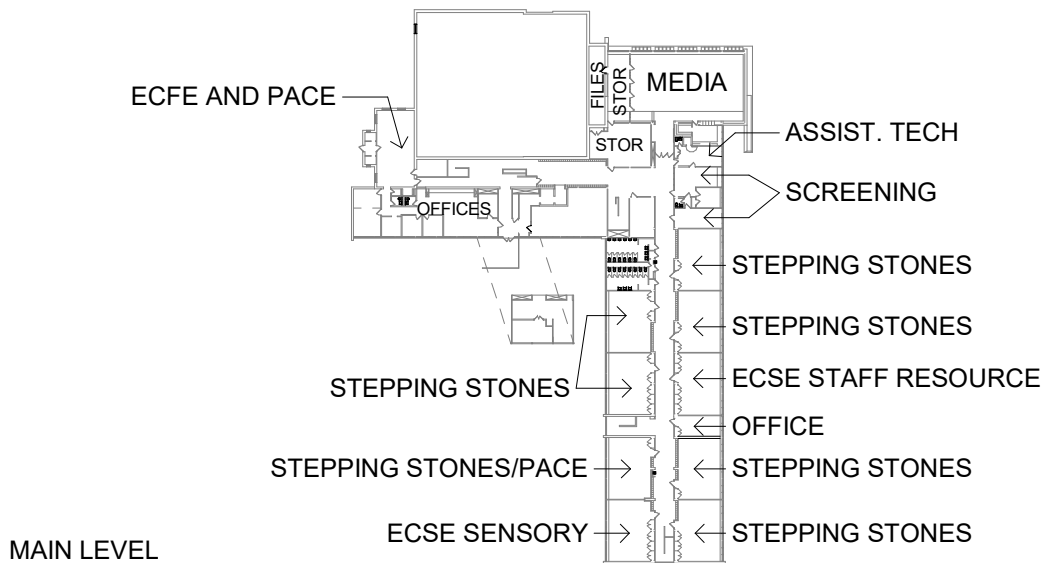 FILES
STOR
MEDIA
ECFE AND PACE
ASSIST. TECH
STOR
SCREENING
OFFICES
STEPPING STONES
STEPPING STONES
STEPPING STONES
ECSE STAFF RESOURCE
OFFICE
STEPPING STONES/PACE
STEPPING STONES
ECSE SENSORY
STEPPING STONES
MAIN LEVEL